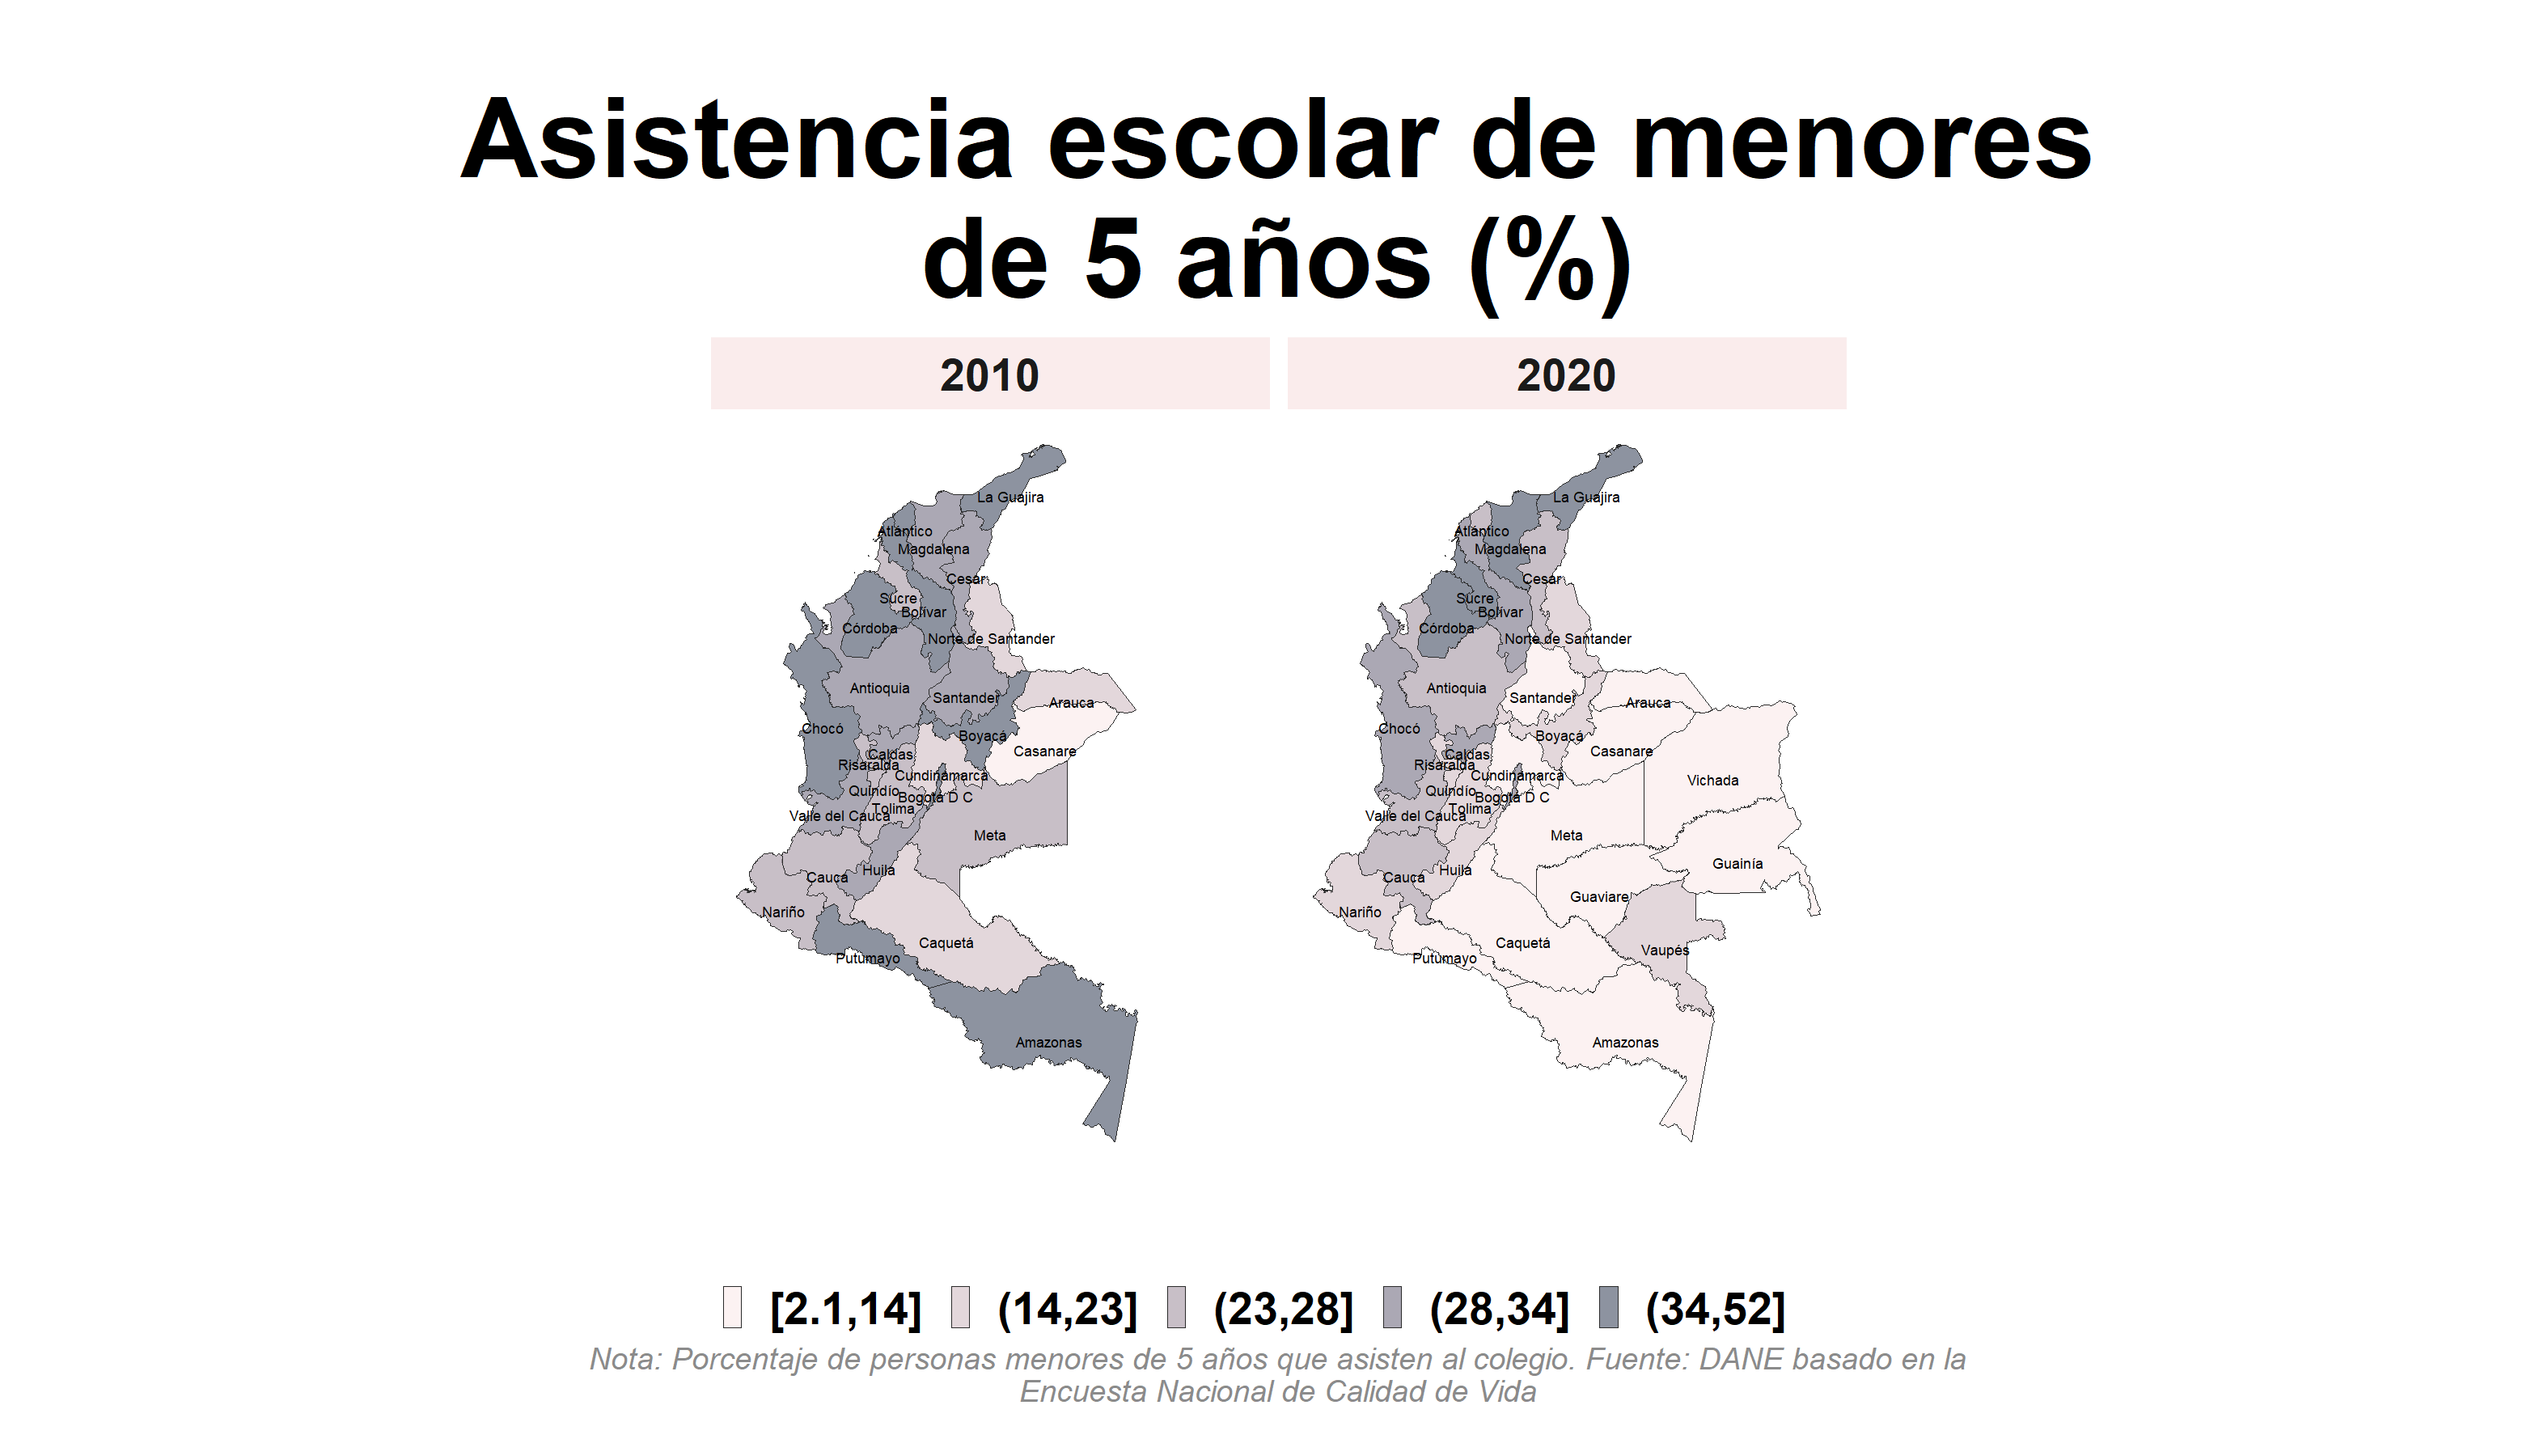 Asistencia escolar de menores
de 5 años (%)
2010
2020
La Guajira
Atlántico
Magdalena
Cesar
Sucre
Bolívar
Córdoba
Norte de Santander
Antioquia
Santander
Arauca
Chocó
Boyacá
Casanare
Caldas
Risaralda
Cundinamarca
Quindío
Bogotá D C
Tolima
Valle del Cauca
Meta
Huila
Cauca
Nariño
Caquetá
Putumayo
Amazonas
La Guajira
Atlántico
Magdalena
Cesar
Sucre
Bolívar
Córdoba
Norte de Santander
Antioquia
Santander
Arauca
Chocó
Boyacá
Casanare
Caldas
Risaralda
Cundinamarca
Vichada
Quindío
Bogotá D C
Tolima
Valle del Cauca
Meta
Guainía
Huila
Cauca
Guaviare
Nariño
Caquetá
Vaupés
Putumayo
Amazonas
[2.1,14] (14,23] (23,28] (28,34] (34,52]
Nota: Porcentaje de personas menores de 5 años que asisten al colegio. Fuente: DANE basado en la
Encuesta Nacional de Calidad de Vida